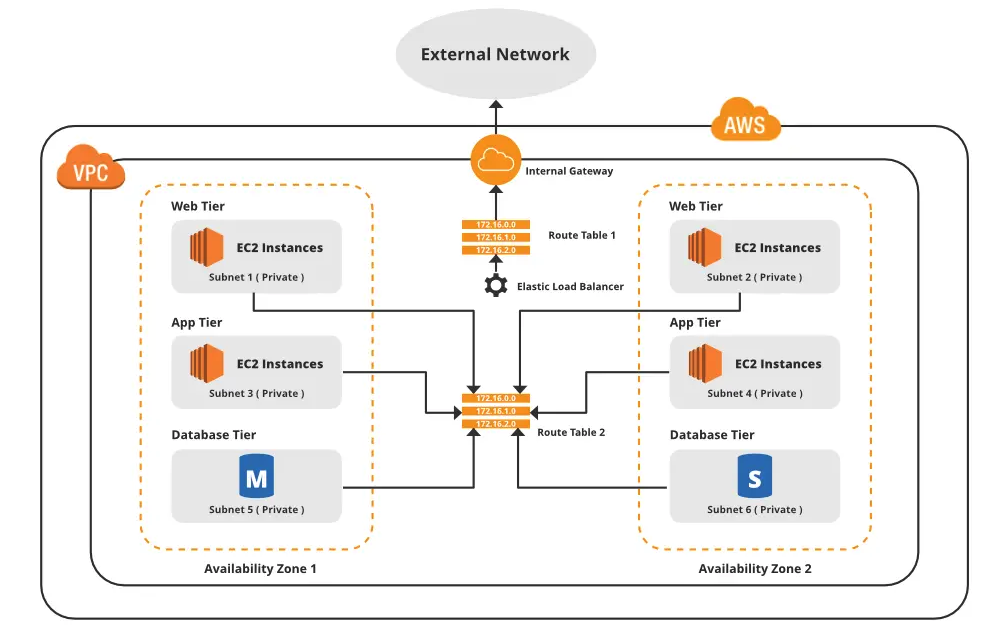 External Network
AWS
VPC
Internal Gateway
Web Tier
EC2 Instances
Subnet 1 ( Private )
172.16.0.0
172.16.1.0
172.16.2.0
Route Table 1
Elastic Load Balancer
Web Tier
EC2 Instances
Subnet 2 ( Private )
App Tier
EC2 Instances
Subnet 3 ( Private )
App Tier
EC2 Instances
Subnet 4 ( Private )
172.16.0.0
172.16.1.0
172.16.2.0
Route Table 2
Database Tier
M
Subnet 5 ( Private )
Database Tier
S
Subnet 6 ( Private )
Availability Zone 1
Availability Zone 2